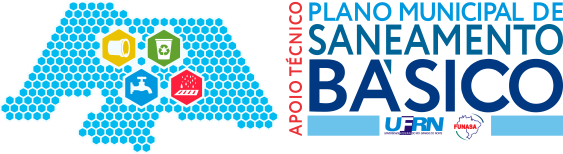 APOIO TÉCNICO
PLANO MUNICIPAL DE
SANEAMENTO
BÁSICO
UFRN
FUNASA